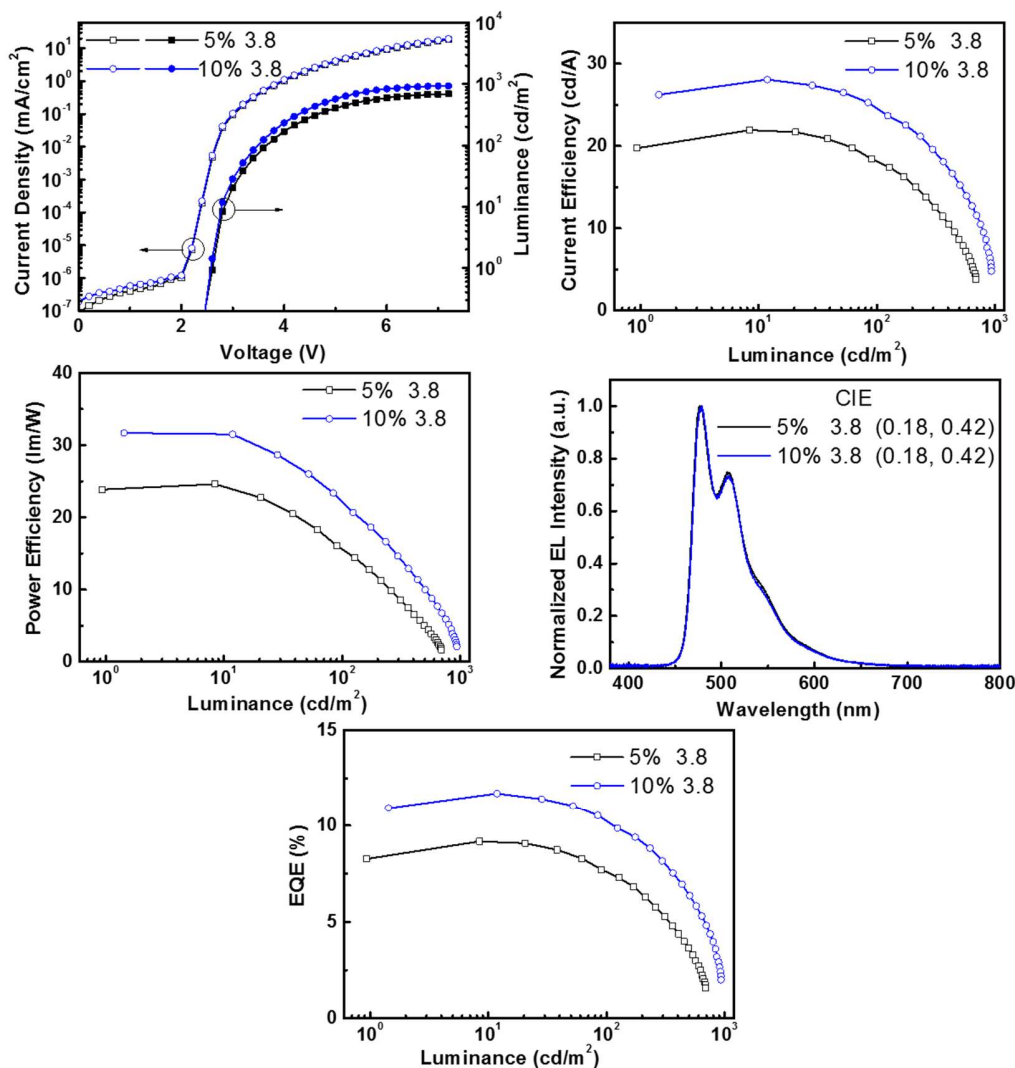 5% 3.8
10% 3.8
Current Density (mA/cm²)
10¹
10⁰
10⁻¹
10⁻²
10⁻³
10⁻⁴
10⁻⁵
10⁻⁶
10⁻⁷
10⁴
10³
10²
10¹
10⁰
Luminance (cd/m²)
0 2 4 6
Voltage (V)
5% 3.8
10% 3.8
Current Efficiency (cd/A)
30
20
10
0
10⁰ 10¹ 10² 10³
Luminance (cd/m²)
5% 3.8
10% 3.8
Power Efficiency (lm/W)
40
30
20
10
0
10⁰ 10¹ 10² 10³
Luminance (cd/m²)
CIE
5% 3.8 (0.18, 0.42)
10% 3.8 (0.18, 0.42)
Normalized EL Intensity (a.u.)
1.0
0.8
0.6
0.4
0.2
0.0
400 500 600 700 800
Wavelength (nm)
5% 3.8
10% 3.8
EQE (%)
15
10
5
0
10⁰ 10¹ 10² 10³
Luminance (cd/m²)